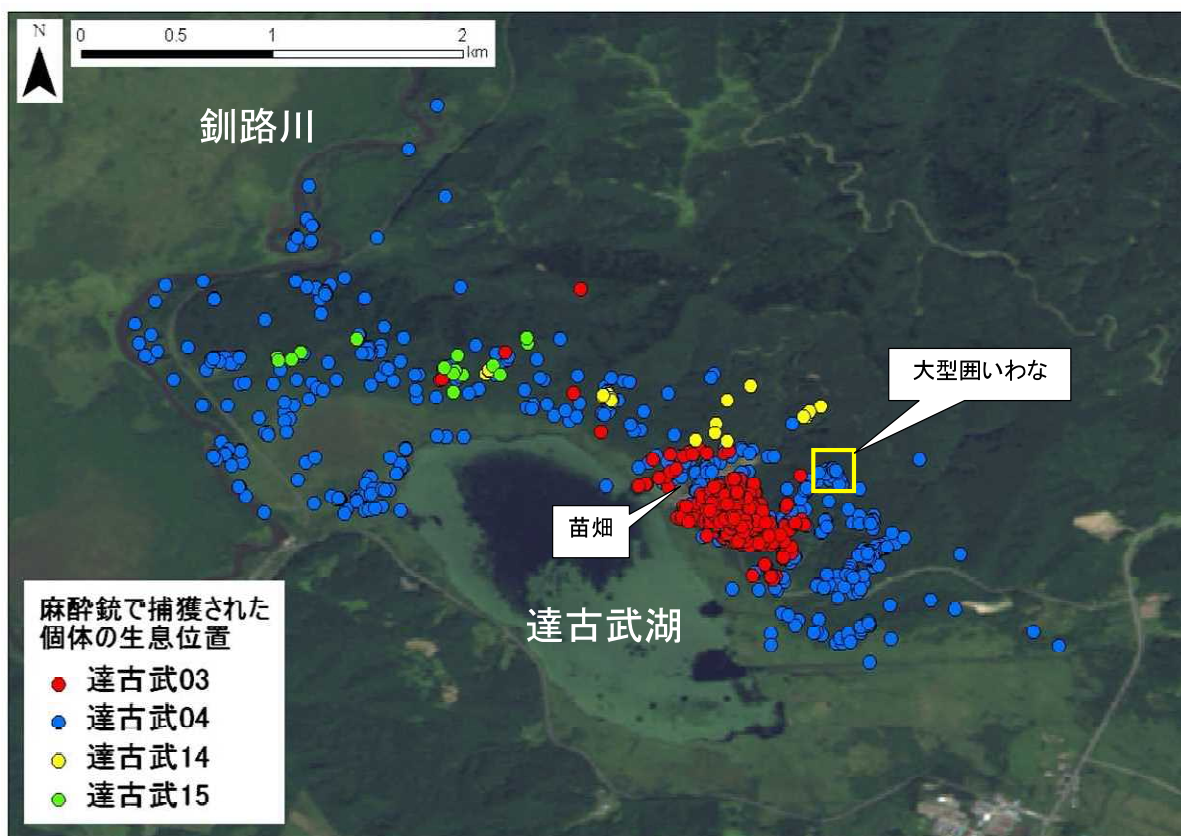 N
0 0.5 1 2
km
釧路川
大型囲いわな
苗畑
達古武湖
麻酔銃で捕獲された
個体の生息位置
達古武03
達古武04
達古武14
達古武15